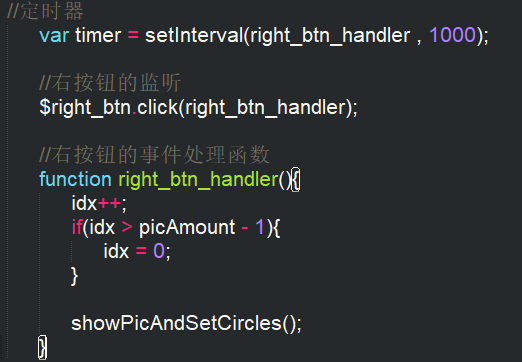 //定时器
var timer = setInterval(right_btn_handler , 1000);
//右按钮的监听
$right_btn.click(right_btn_handler);
//右按钮的事件处理函数
function right_btn_handler(){
idx++;
if(idx > picAmount - 1){
idx = 0;
}
showPicAndSetCircles();
}